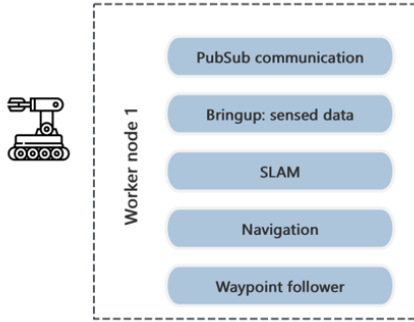 Worker node 1
PubSub communication
Bringup: sensed data
SLAM
Navigation
Waypoint follower